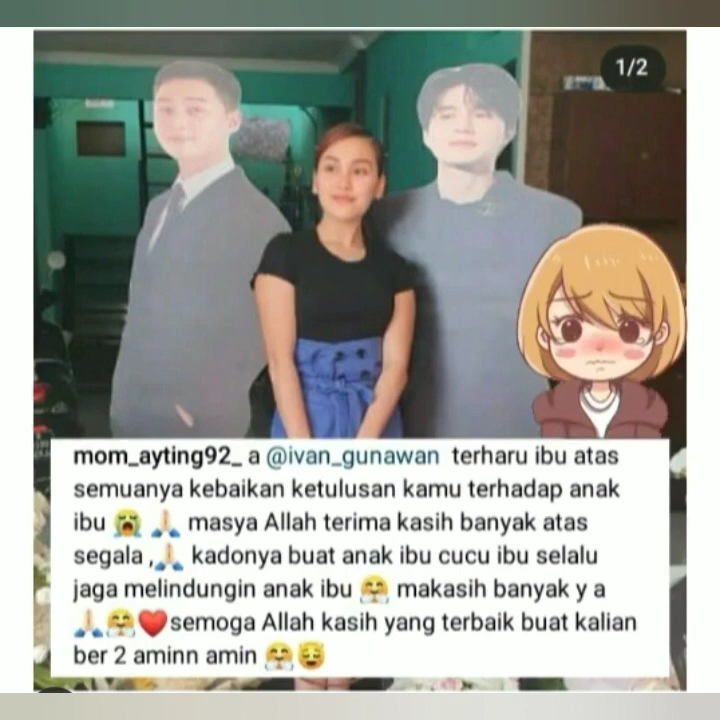 1/2
mom_ayting92_ a @ivan_gunawan terharu ibu atas
semuanya kebaikan ketulusan kamu terhadap anak
ibu 😭 🙏🏻 masya Allah terima kasih banyak atas
segala ,🙏🏻 kadonya buat anak ibu cucu ibu selalu
jaga melindungin anak ibu 🤗 makasih banyak y a
🙏🏻🤗❤️semoga Allah kasih yang terbaik buat kalian
ber 2 aminn amin 🤗😇